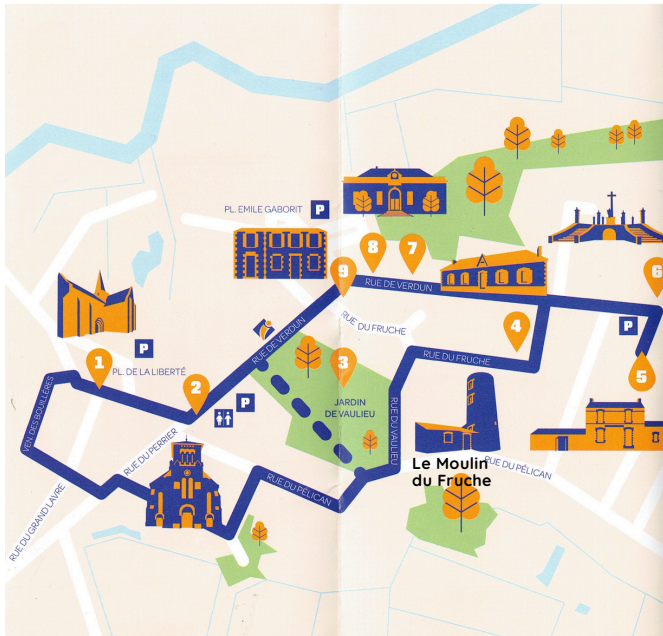 PL. EMILE GABORIT
P
8
7
9
6
RUE DE VERDUN
P
RUE DU FRUCHE
4
P
RUE DE VERDUN
1
PL. DE LA LIBERTÉ
RUE DU FRUCHE
3
5
2
P
JARDIN
DE VAULIEU
VEN. DES BOUILLÈRES
RUE DU VAULIEU
RUE DU PERRIER
Le Moulin
du Fruche
RUE DU PÉLICAN
RUE DU PÉLICAN
RUE DU GRAND LAVRE
A